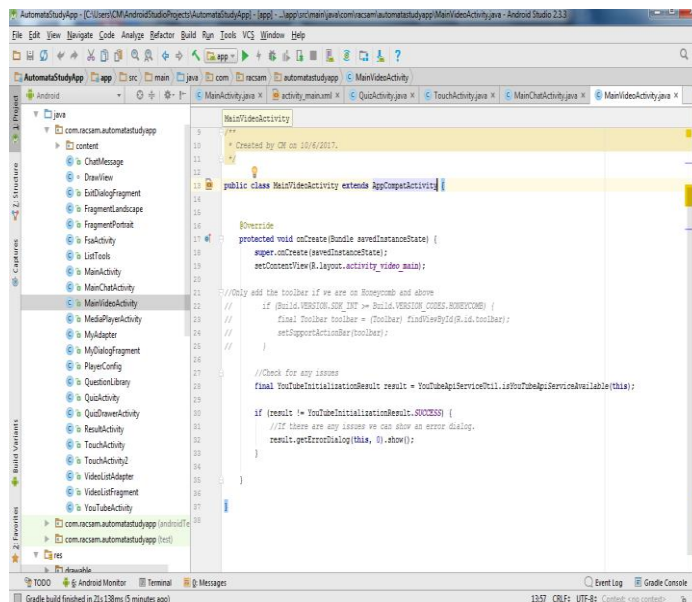 AutomataStudyApp - [C:\Users\CM\AndroidStudioProjects\AutomataStudyApp] - [app] - ...\app\src\main\java\com\racsam\automatastudyapp\MainVideoActivity.java - Android Studio 2.3.3
File Edit View Navigate Code Analyze Refactor Build Run Tools VCS Window Help
app
AutomataStudyApp app src main java com racsam automatastudyapp MainVideoActivity
Android MainActivity.java × activity_main.xml × QuizActivity.java × TouchActivity.java × MainChatActivity.java × MainVideoActivity.java ×
1: Project
Z: Structure
Captures
Build Variants
2: Favorites
java
com.racsam.automatastudyapp
content
ChatMessage
DrawView
ExitDialogFragment
FragmentLandscape
FragmentPortrait
FsaActivity
ListTools
MainActivity
MainChatActivity
MainVideoActivity
MediaPlayerActivity
MyAdapter
MyDialogFragment
PlayerConfig
QuestionLibrary
QuizActivity
QuizDrawerActivity
ResultActivity
TouchActivity
TouchActivity2
VideoListAdapter
VideoListFragment
YouTubeActivity
com.racsam.automatastudyapp (androidTe
com.racsam.automatastudyapp (test)
res
drawable
MainVideoActivity
9 /**
10 * Created by CM on 10/6/2017.
11 */
12
13 public class MainVideoActivity extends AppCompatActivity {
14
15
16 @Override
17 protected void onCreate(Bundle savedInstanceState) {
18 super.onCreate(savedInstanceState);
19 setContentView(R.layout.activity_video_main);
20
21 //Only add the toolbar if we are on Honeycomb and above
22 // if (Build.VERSION.SDK_INT >= Build.VERSION_CODES.HONEYCOMB) {
23 // final Toolbar toolbar = (Toolbar) findViewById(R.id.toolbar);
24 // setSupportActionBar(toolbar);
25 // }
26
27 //Check for any issues
28 final YouTubeInitializationResult result = YouTubeApiServiceUtil.isYouTubeApiServiceAvailable(this);
29
30 if (result != YouTubeInitializationResult.SUCCESS) {
31 //If there are any issues we can show an error dialog.
32 result.getErrorDialog(this, 0).show();
33 }
34
35 }
36
37 }
38
TODO 6: Android Monitor Terminal 0: Messages Event Log Gradle Console
Gradle build finished in 21s 138ms (5 minutes ago) 13:57 CRLF÷ UTF-8÷ Context: <no context>